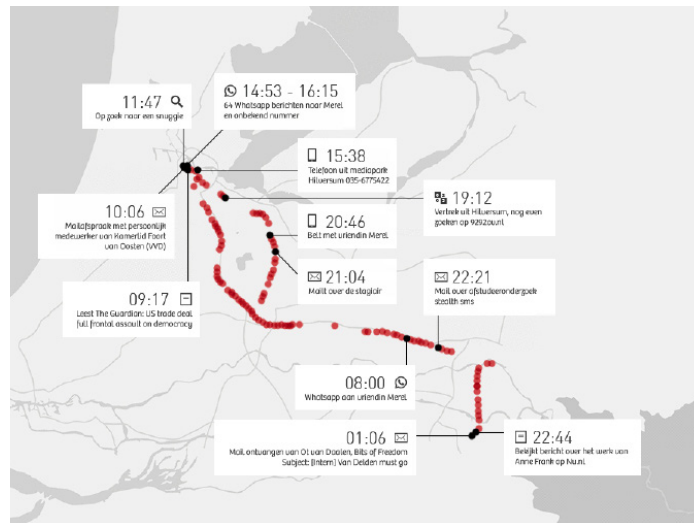 11:47
Op zoek naar een snuggie
14:53 - 16:15
64 Whatsapp berichten naar Merel
en onbekend nummer
15:38
Telefoon uit mediapark
Hilversum 035-6775422
10:06
Mailafspraak met persoonlijk
medewerker van Kamerlid Foort
van Oosten (VVD)
19:12
Vertrek uit Hilversum, nog even
zoeken op 9292ov.nl
20:46
Belt met vriendin Merel
21:04
Mailt over de stagiair
22:21
Mail over afstudeeronderzoek
stealth sms
09:17
Leest The Guardian: US trade deal
full frontal assault on democracy
08:00
Whatsapp aan vriendin Merel
01:06
Mail ontvangen van Ot van Daalen, Bits of Freedom
Subject: [Intern] Van Delden must go
22:44
Bekijkt bericht over het werk van
Anne Frank op Nu.nl